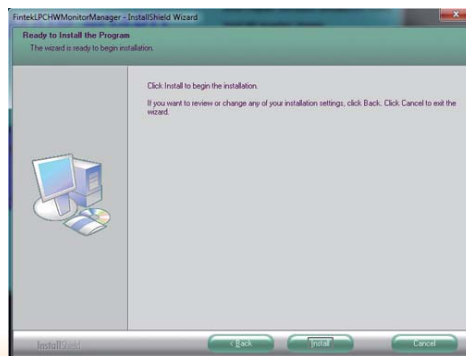 FintekLPCHWMonitorManager - InstallShield Wizard
Ready to Install the Program
The wizard is ready to begin installation.
Click Install to begin the installation.
If you want to review or change any of your installation settings, click Back. Click Cancel to exit the
wizard.
InstallShield
< Back
Install
Cancel